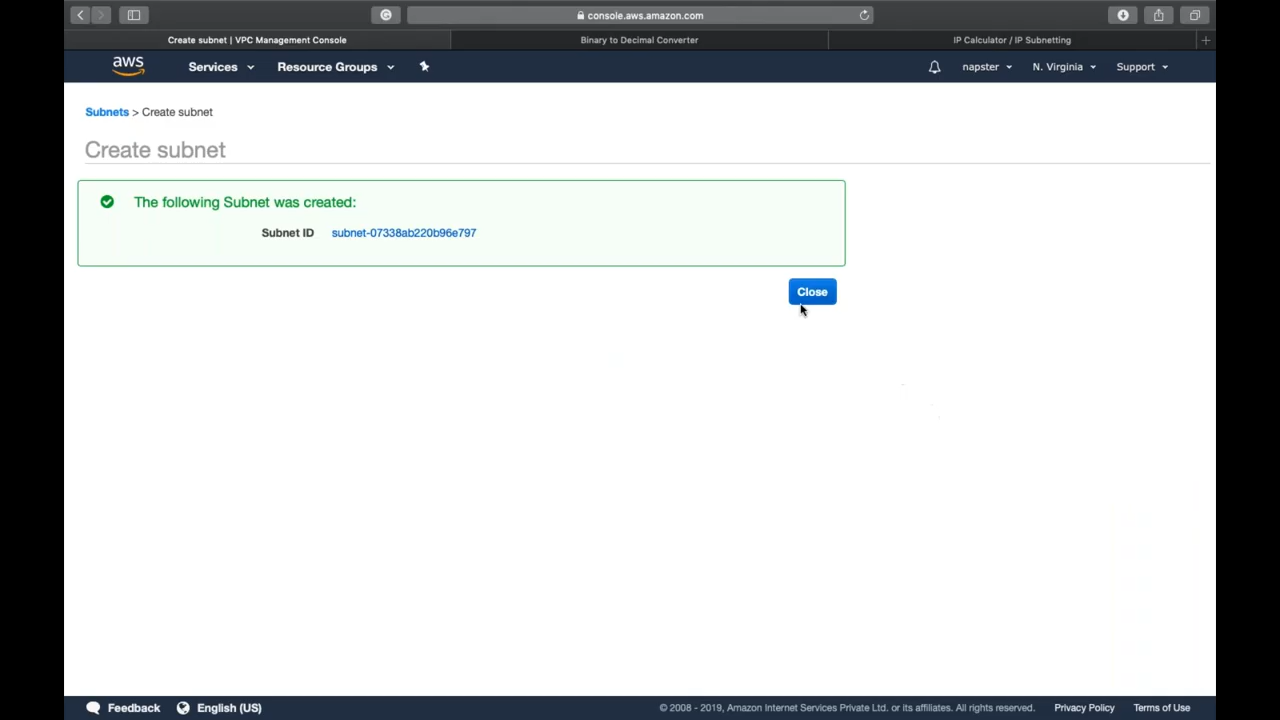 console.aws.amazon.com
Create subnet | VPC Management Console
Binary to Decimal Converter
IP Calculator / IP Subnetting
aws
Services
Resource Groups
napster
N. Virginia
Support
Subnets > Create subnet
Create subnet
The following Subnet was created:
Subnet ID subnet-07338ab220b96e797
Close
Feedback
English (US)
© 2008 - 2019, Amazon Internet Services Private Ltd. or its affiliates. All rights reserved.
Privacy Policy
Terms of Use